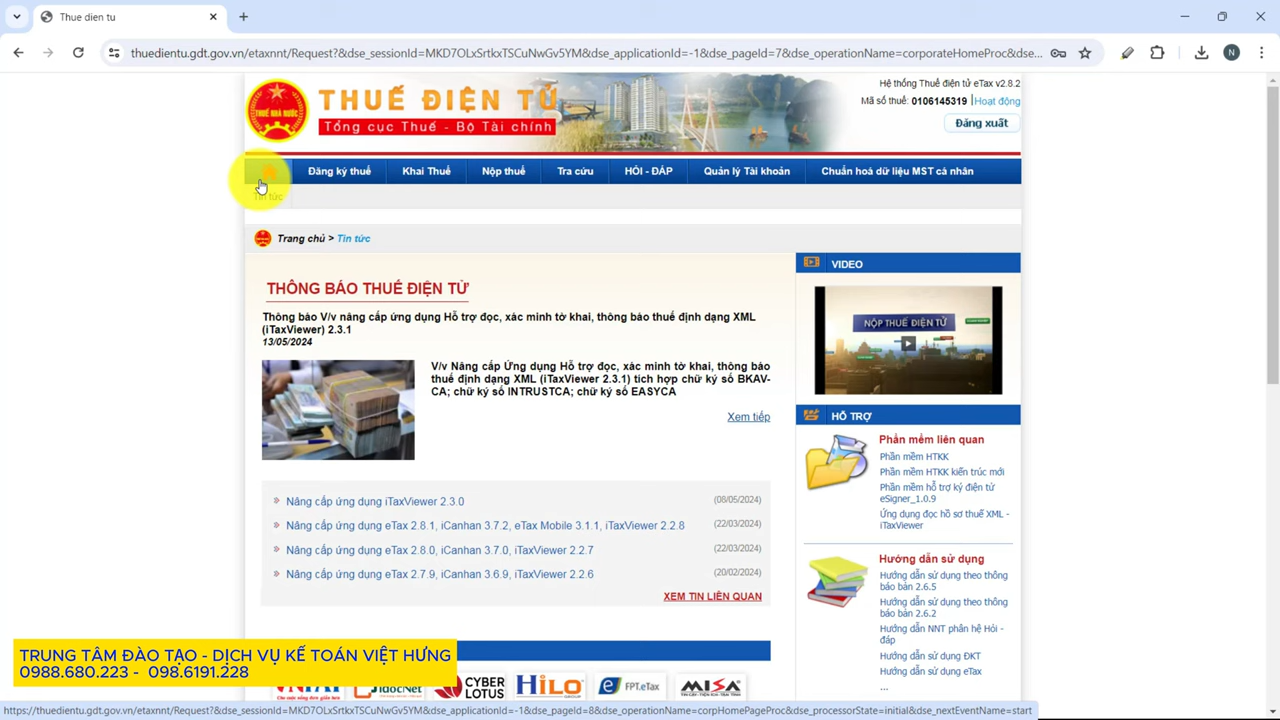 Thue dien tu
thuedientu.gdt.gov.vn/etaxnnt/Request?&dse_sessionId=MKD7OLxSrtkxTSCuNwGv5YM&dse_applicationId=-1&dse_pageId=7&dse_operationName=corporateHomeProc&dse...
N
THUẾ NHÀ NƯỚC
THUẾ ĐIỆN TỬ
Tổng cục Thuế - Bộ Tài chính
Hệ thống Thuế điện tử eTax v2.8.2
Mã số thuế: 0106145319 |Hoạt động
Đăng xuất
Đăng ký thuế
Khai Thuế
Nộp thuế
Tra cứu
HỎI - ĐÁP
Quản lý Tài khoản
Chuẩn hoá dữ liệu MST cá nhân
Tin tức
Trang chủ > Tin tức
THÔNG BÁO THUẾ ĐIỆN TỬ
Thông báo V/v nâng cấp ứng dụng Hỗ trợ đọc, xác minh tờ khai, thông báo thuế định dạng XML
(iTaxViewer) 2.3.1
13/05/2024
V/v Nâng cấp Ứng dụng Hỗ trợ đọc, xác minh tờ khai, thông báo
thuế định dạng XML (iTaxViewer 2.3.1) tích hợp chữ ký số BKAV-
CA; chữ ký số INTRUSTCA; chữ ký số EASYCA
Xem tiếp
Nâng cấp ứng dụng iTaxViewer 2.3.0 (08/05/2024)
Nâng cấp ứng dụng eTax 2.8.1, iCanhan 3.7.2, eTax Mobile 3.1.1, iTaxViewer 2.2.8 (22/03/2024)
Nâng cấp ứng dụng eTax 2.8.0, iCanhan 3.7.0, iTaxViewer 2.2.7 (22/03/2024)
Nâng cấp ứng dụng eTax 2.7.9, iCanhan 3.6.9, iTaxViewer 2.2.6 (20/02/2024)
XEM TIN LIÊN QUAN
VIDEO
NỘP THUẾ ĐIỆN TỬ
HỖ TRỢ
Phần mềm liên quan
Phần mềm HTKK
Phần mềm HTKK kiến trúc mới
Phần mềm hỗ trợ ký điện tử
eSigner_1.0.9
Ứng dụng đọc hồ sơ thuế XML -
iTaxViewer
Hướng dẫn sử dụng
Hướng dẫn sử dụng theo thông
báo bản 2.6.5
Hướng dẫn sử dụng theo thông
báo bản 2.6.2
Hướng dẫn NNT phân hệ Hỏi -
đáp
Hướng dẫn sử dụng ĐKT
Hướng dẫn sử dụng eTax
...
TRUNG TÂM ĐÀO TẠO - DỊCH VỤ KẾ TOÁN VIỆT HƯNG
0988.680.223 - 098.6191.228
CYBER
LOTUS
HILO
FPT.eTax
MISA
https://thuedientu.gdt.gov.vn/etaxnnt/Request?&dse_sessionId=MKD7OLxSrtkxTSCuNwGv5YM&dse_applicationId=-1&dse_pageId=8&dse_operationName=corpHomePageProc&dse_processorState=initial&dse_nextEventName=start